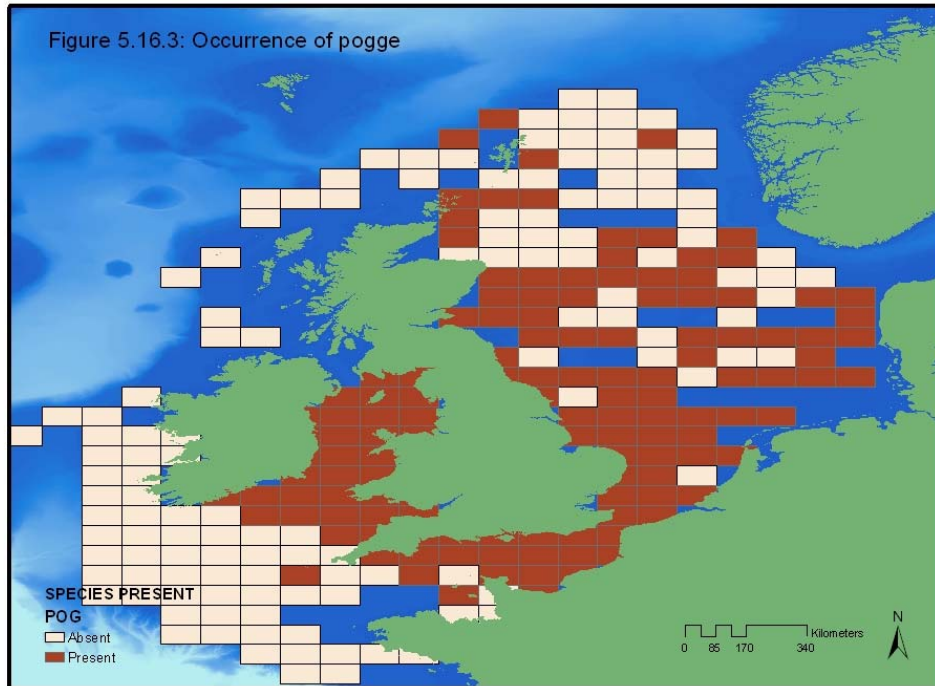 Figure 5.16.3: Occurrence of pogge
SPECIES PRESENT
POG
Absent
Present
N
Kilometers
0 85 170 340